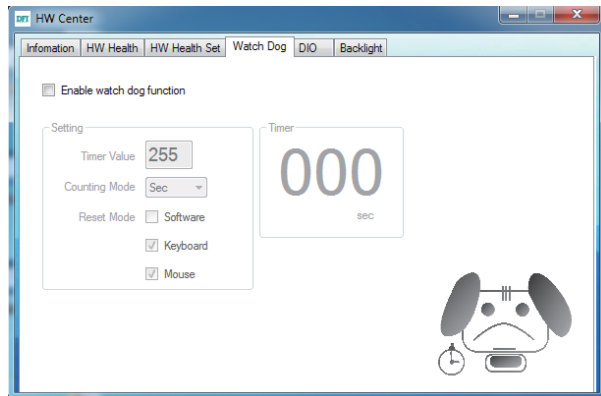 DFI HW Center
Infomation HW Health HW Health Set Watch Dog DIO Backlight
Enable watch dog function
Setting
Timer Value 255
Counting Mode Sec
Reset Mode Software
Keyboard
Mouse
Timer
000
sec